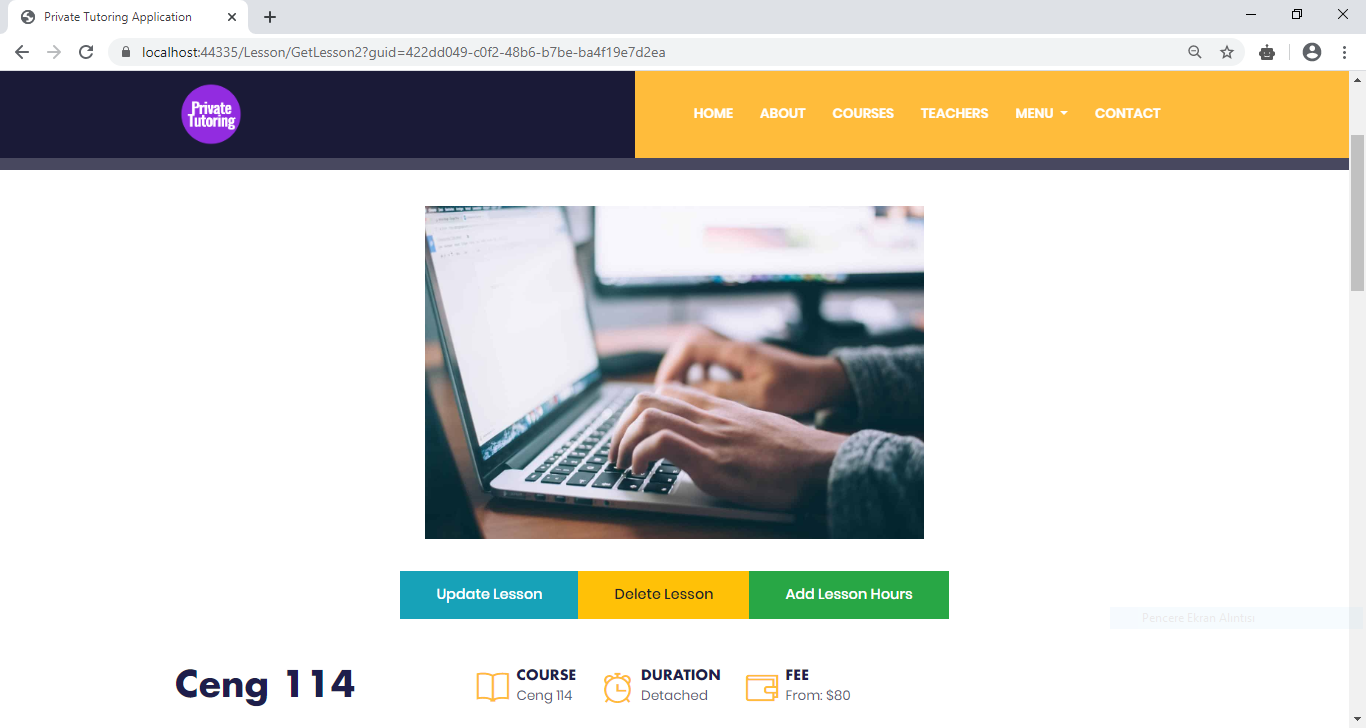 Private Tutoring Application
localhost:44335/Lesson/GetLesson2?guid=422dd049-c0f2-48b6-b7be-ba4f19e7d2ea
Private
Tutoring
HOME ABOUT COURSES TEACHERS MENU CONTACT
Update Lesson Delete Lesson Add Lesson Hours
Pencere Ekran Alıntısı
Ceng 114
COURSE DURATION FEE
Ceng 114 Detached From: $80